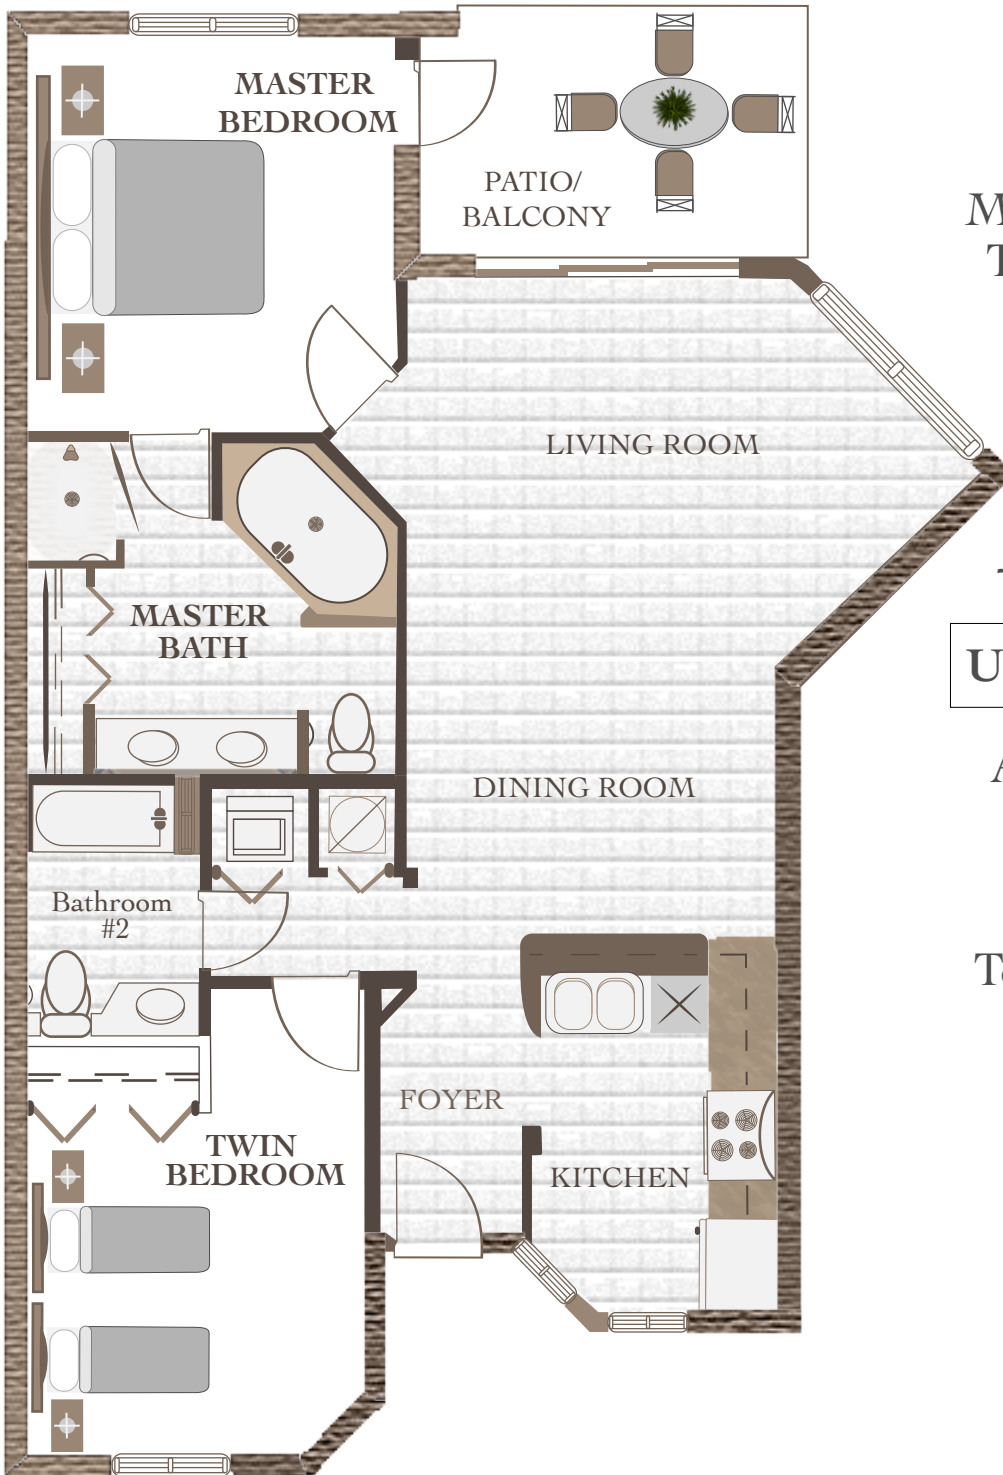 MASTER
BEDROOM
PATIO/
BALCONY
LIVING ROOM
MASTER
BATH
DINING ROOM
Bathroom
#2
FOYER
TWIN
BEDROOM
KITCHEN